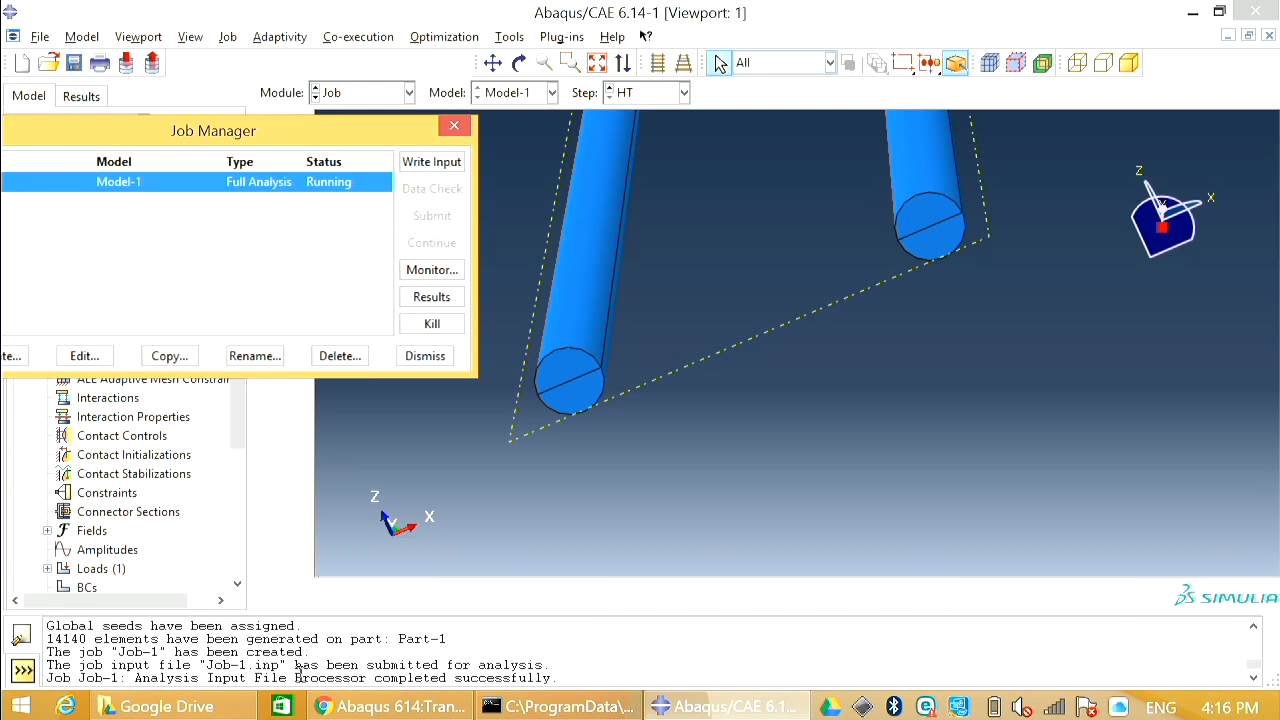 Abaqus/CAE 6.14-1 [Viewport: 1]
File Model Viewport View Job Adaptivity Co-execution Optimization Tools Plug-ins Help
All
Model Results
Module: Job Model: Model-1 Step: HT
Job Manager
Model Type Status
Write Input
Model-1 Full Analysis Running
Data Check
Submit
Continue
Monitor...
Results
Kill
te... Edit... Copy... Rename... Delete... Dismiss
ALE Adaptive Mesh Constrain
Interactions
Interaction Properties
Contact Controls
Contact Initializations
Contact Stabilizations
Constraints
Connector Sections
Fields
Amplitudes
Loads (1)
BCs
Z
X
Z
X
Y
SIMULIA
Global seeds have been assigned.
14140 elements have been generated on part: Part-1
The job "Job-1" has been created.
The job input file "Job-1.inp" has been submitted for analysis.
Job Job-1: Analysis Input File Processor completed successfully.
Google Drive
Abaqus 614:Tran...
C:\ProgramData\...
Abaqus/CAE 6.1...
ENG 4:16 PM